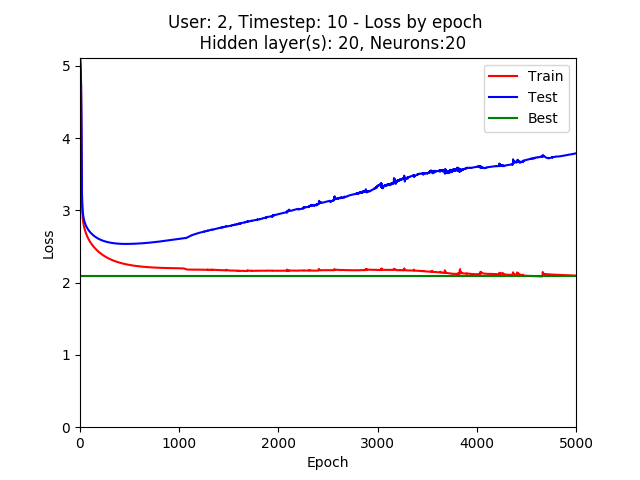 User: 2, Timestep: 10 - Loss by epoch
Hidden layer(s): 20, Neurons:20
Train
Test
Best
5
4
3
2
1
0
Loss
0 1000 2000 3000 4000 5000
Epoch